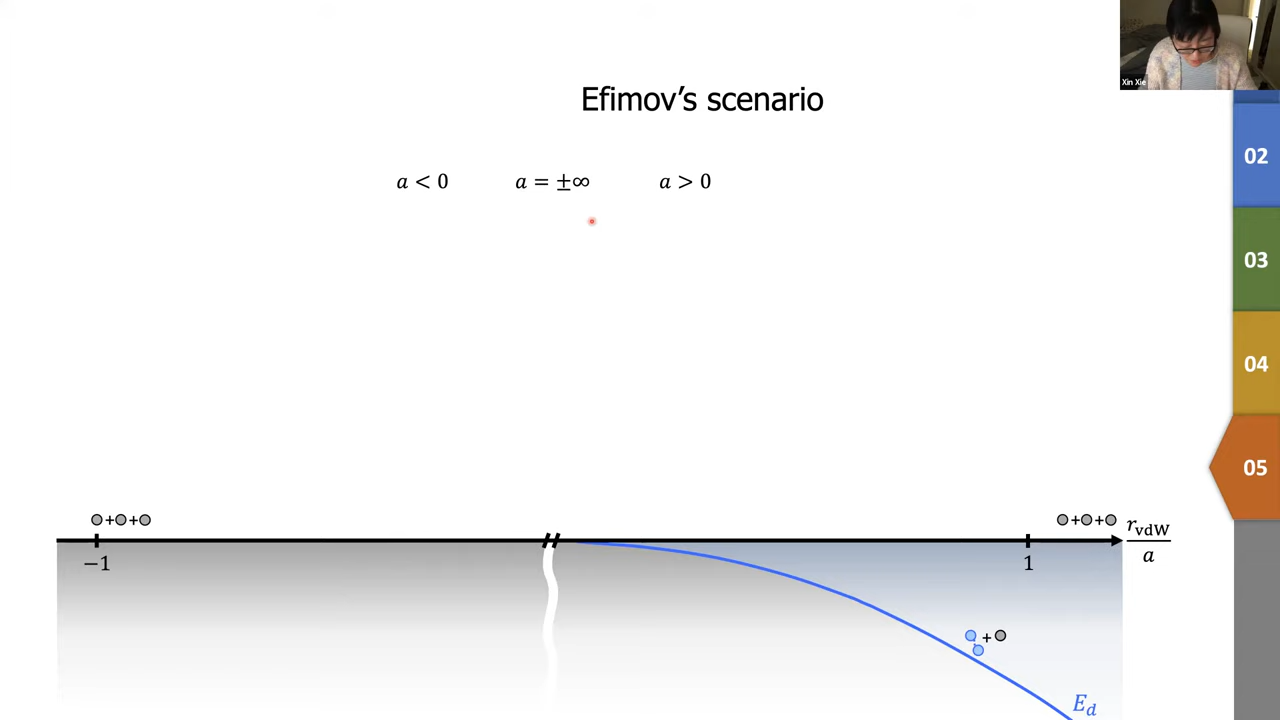 Xin Xie
Efimov's scenario
02
a < 0 a = ±∞ a > 0
03
04
05
+ + + +
r_vdW / a
−1 1
+
E_d